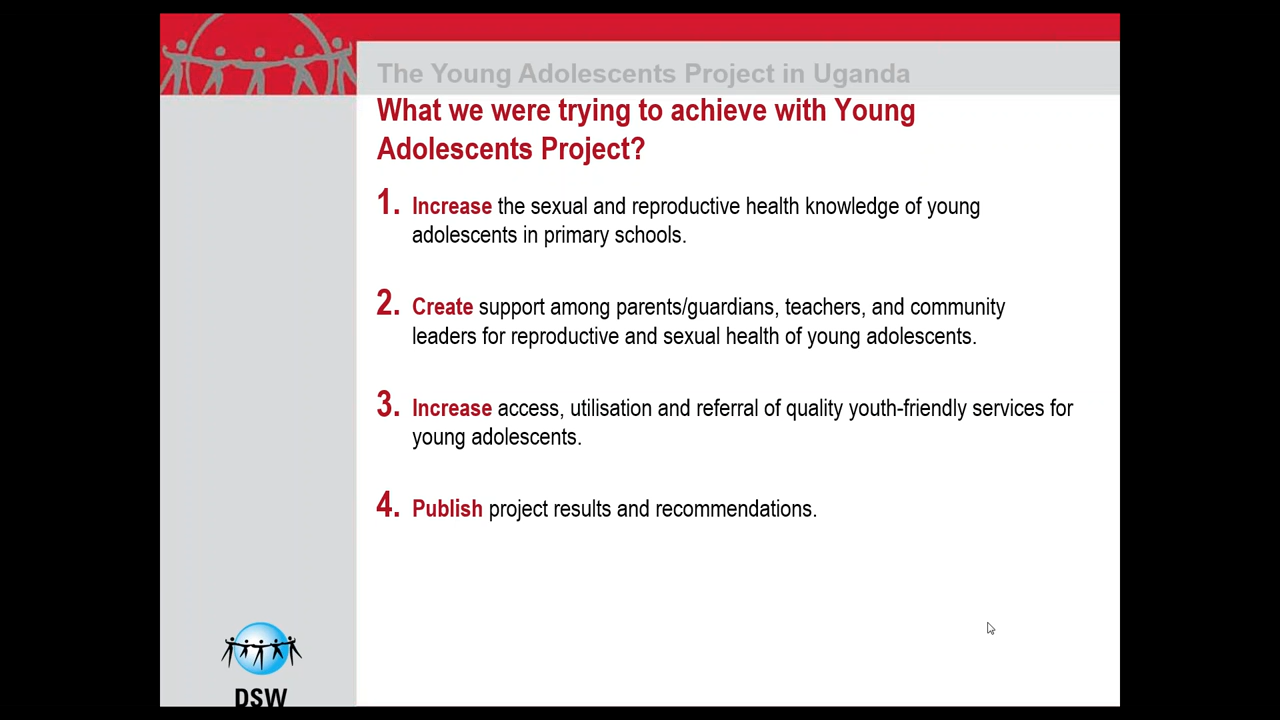 The Young Adolescents Project in Uganda
What we were trying to achieve with Young
Adolescents Project?
1. Increase the sexual and reproductive health knowledge of young
adolescents in primary schools.
2. Create support among parents/guardians, teachers, and community
leaders for reproductive and sexual health of young adolescents.
3. Increase access, utilisation and referral of quality youth-friendly services for
young adolescents.
4. Publish project results and recommendations.
DSW